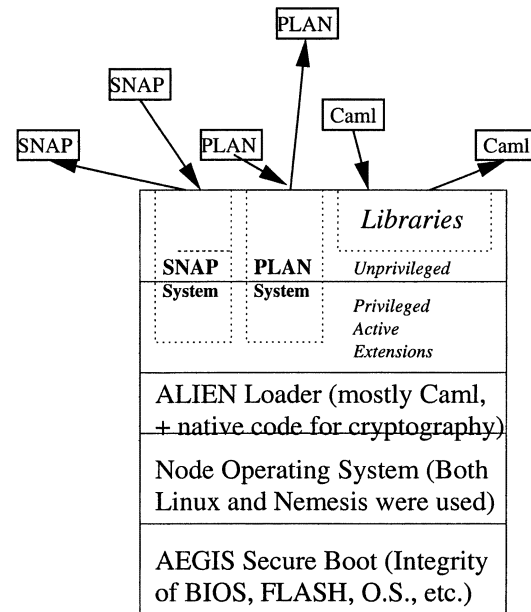 PLAN
SNAP
Caml
SNAP
PLAN
Caml
Libraries
SNAP
System
PLAN
System
Unprivileged
Privileged
Active
Extensions
ALIEN Loader (mostly Caml,
+ native code for cryptography)
Node Operating System (Both
Linux and Nemesis were used)
AEGIS Secure Boot (Integrity
of BIOS, FLASH, O.S., etc.)